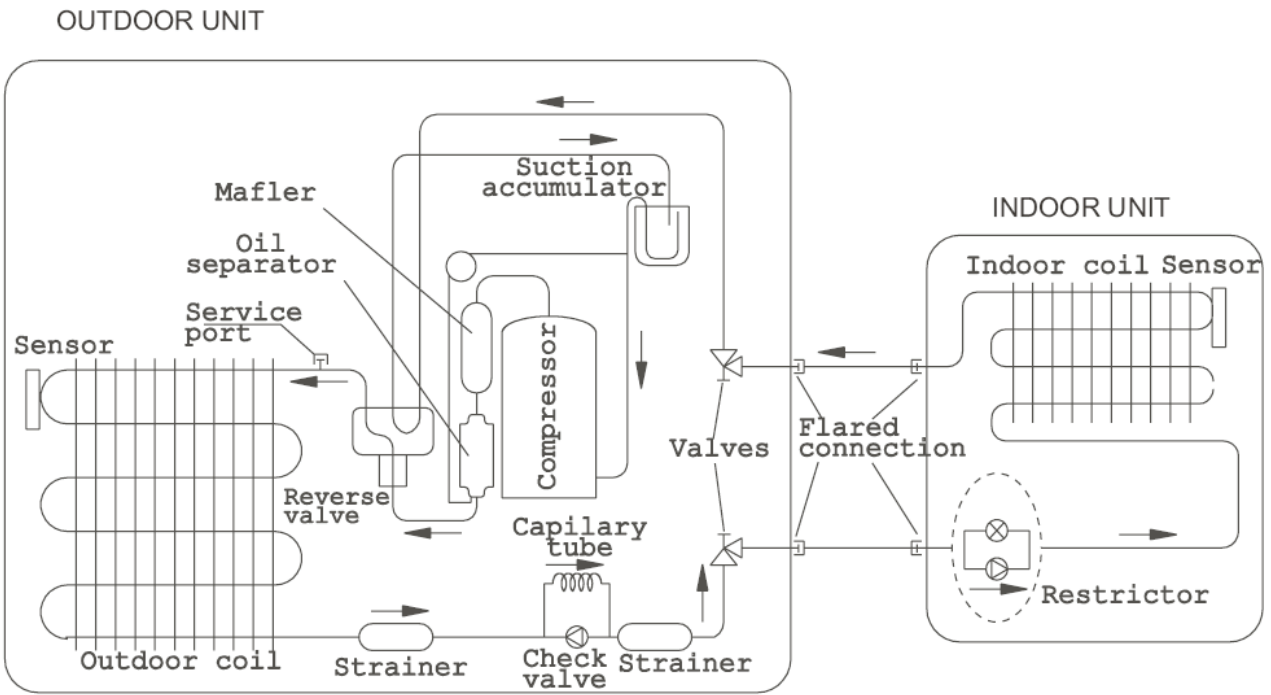 OUTDOOR UNIT
Suction
accumulator
Mafler
Oil
separator
Service
port
Sensor
Compressor
Reverse
valve
Capilary
tube
Valves
Flared
connection
Outdoor coil
Strainer
Check
valve
Strainer
INDOOR UNIT
Indoor coil
Sensor
Restrictor